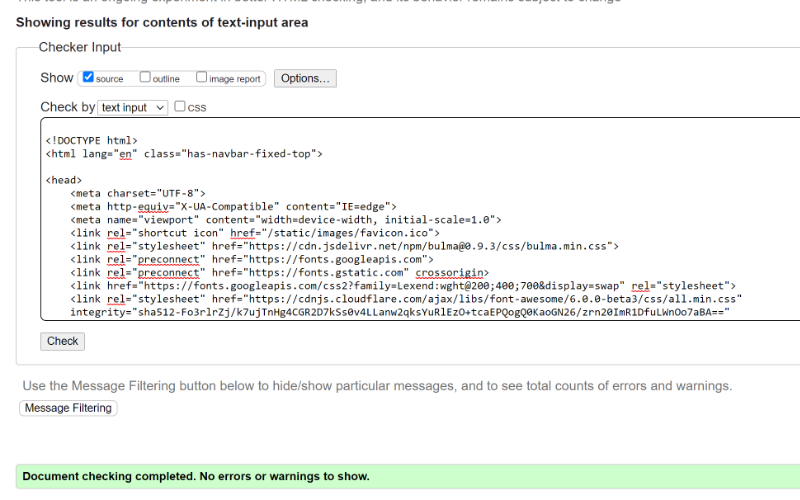 Showing results for contents of text-input area
Checker Input
Show source outline image report Options...
Check by text input css
<!DOCTYPE html>
<html lang="en" class="has-navbar-fixed-top">
<head>
<meta charset="UTF-8">
<meta http-equiv="X-UA-Compatible" content="IE=edge">
<meta name="viewport" content="width=device-width, initial-scale=1.0">
<link rel="shortcut icon" href="/static/images/favicon.ico">
<link rel="stylesheet" href="https://cdn.jsdelivr.net/npm/bulma@0.9.3/css/bulma.min.css">
<link rel="preconnect" href="https://fonts.googleapis.com">
<link rel="preconnect" href="https://fonts.gstatic.com" crossorigin>
<link href="https://fonts.googleapis.com/css2?family=Lexend:wght@200;400;700&display=swap" rel="stylesheet">
<link rel="stylesheet" href="https://cdnjs.cloudflare.com/ajax/libs/font-awesome/6.0.0-beta3/css/all.min.css"
integrity="sha512-Fo3rlrZj/k7ujTnHg4CGR2D7kSs0v4LLanw2qksYuRlEzO+tcaEPQogQ0KaoGN26/zrn20ImR1DfuLWnOo7aBA=="
Check
Use the Message Filtering button below to hide/show particular messages, and to see total counts of errors and warnings.
Message Filtering
Document checking completed. No errors or warnings to show.